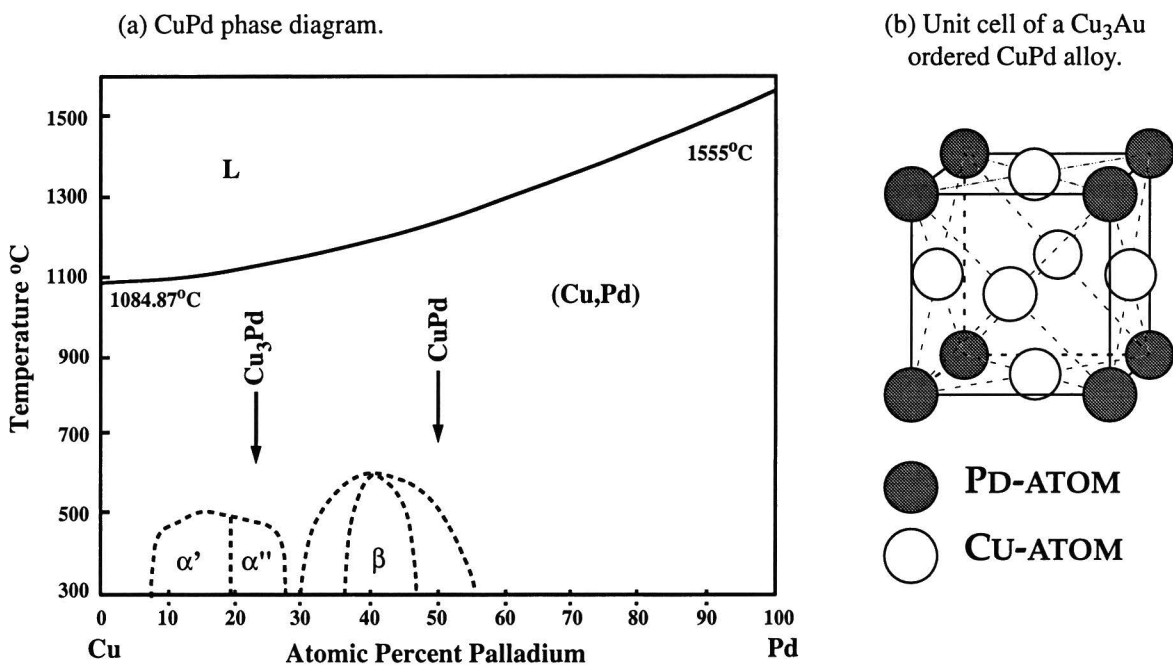 (a) CuPd phase diagram.
(b) Unit cell of a Cu₃Au
ordered CuPd alloy.
1500
1300
1100
900
700
500
300
Temperature °C
L
1555°C
1084.87°C
(Cu,Pd)
Cu₃Pd
CuPd
α’
α"
β
0
10
20
30
40
50
60
70
80
90
100
Cu
Atomic Percent Palladium
Pd
PD-ATOM
CU-ATOM